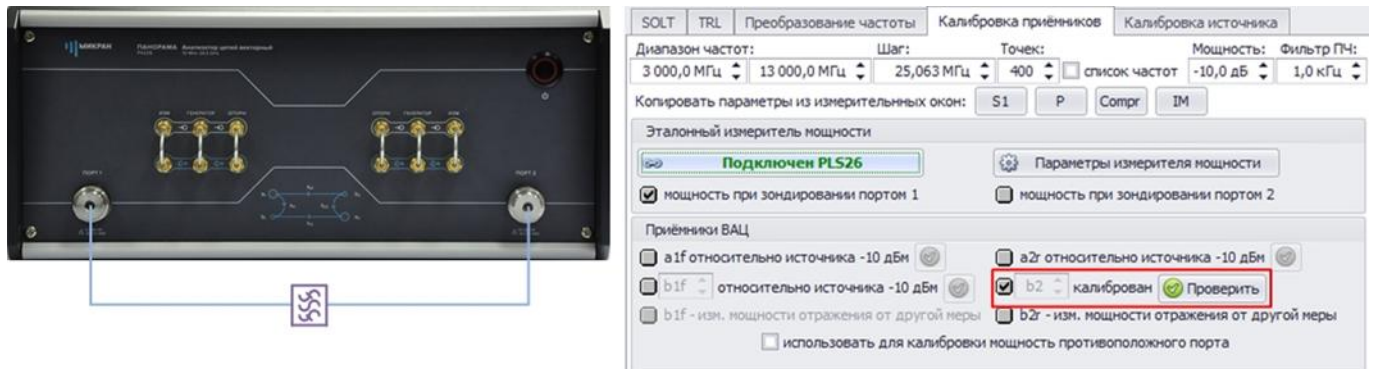 МИКРАН
ПАНОРАМА Анализатор цепей векторный
ПОРТ 1
ПОРТ 2
SOLT TRL Преобразование частоты Калибровка приёмников Калибровка источника
Диапазон частот: Шаг: Точек: Мощность: Фильтр ПЧ:
3 000,0 МГц 13 000,0 МГц 25,063 МГц 400 список частот -10,0 дБ 1,0 кГц
Копировать параметры из измерительнных окон: S1 P Compr IM
Эталонный измеритель мощности
Подключен PLS26 Параметры измерителя мощности
мощность при зондировании портом 1 мощность при зондировании портом 2
Приёмники ВАЦ
a1f относительно источника -10 дБм a2r относительно источника -10 дБм
b1f относительно источника -10 дБм b2 калиброван Проверить
b1f - изм. мощности отражения от другой меры b2r - изм. мощности отражения от другой меры
использовать для калибровки мощность противоположного порта